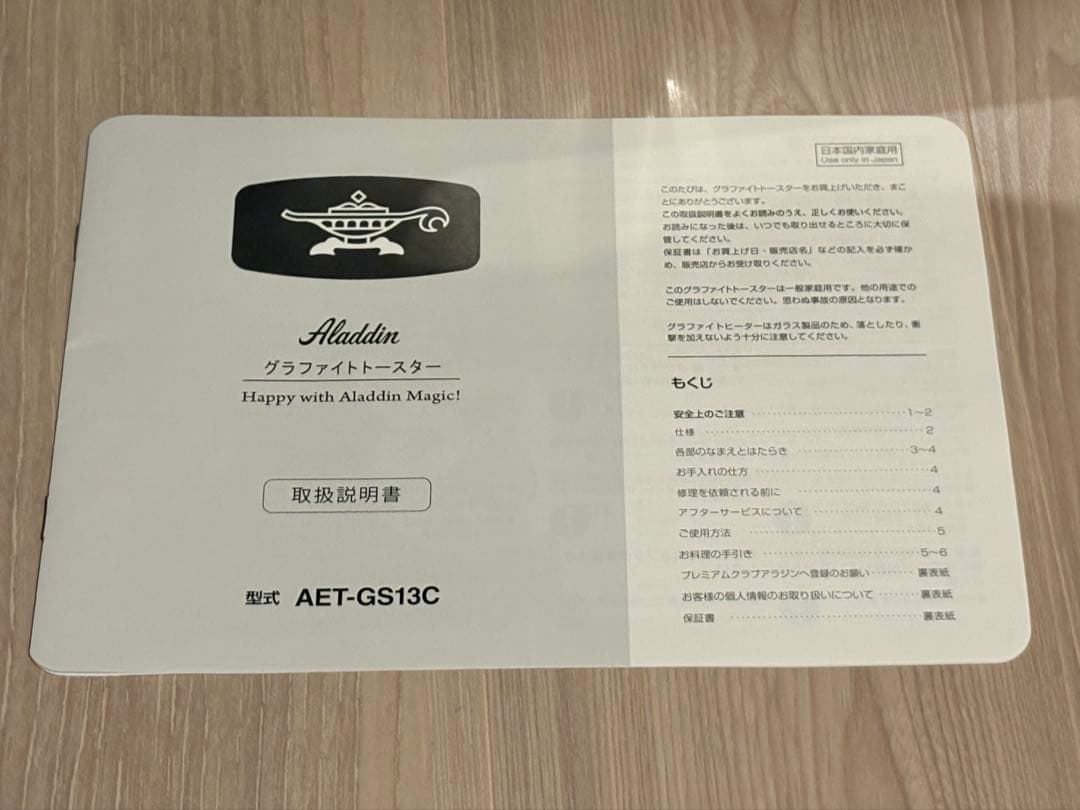 Aladdin
グラファイトトースター
Happy with Aladdin Magic!
取扱説明書
型式 AET-GS13C
日本国内家庭用
Use only in Japan
このたびは、グラファイトトースターをお買上げいただき、まこ
とにありがとうございます。
この取扱説明書をよくお読みのうえ、正しくお使いください。
お読みになった後は、いつでも取り出せるところに大切に保
管してください。
保証書は「お買上げ日・販売店名」などの記入を必ず確か
め、販売店からお受け取りください。
このグラファイトトースターは一般家庭用です。他の用途での
ご使用はしないでください。思わぬ事故の原因となります。
グラファイトヒーターはガラス製品のため、落としたり、衝
撃を加えないよう十分に注意してください。
もくじ
安全上のご注意 1～2
仕様 2
各部のなまえとはたらき 3～4
お手入れの仕方 4
修理を依頼される前に 4
アフターサービスについて 4
ご使用方法 5
お料理の手引き 5～6
プレミアムクラブアラジンへ登録のお願い 裏表紙
お客様の個人情報のお取り扱いについて 裏表紙
保証書 裏表紙